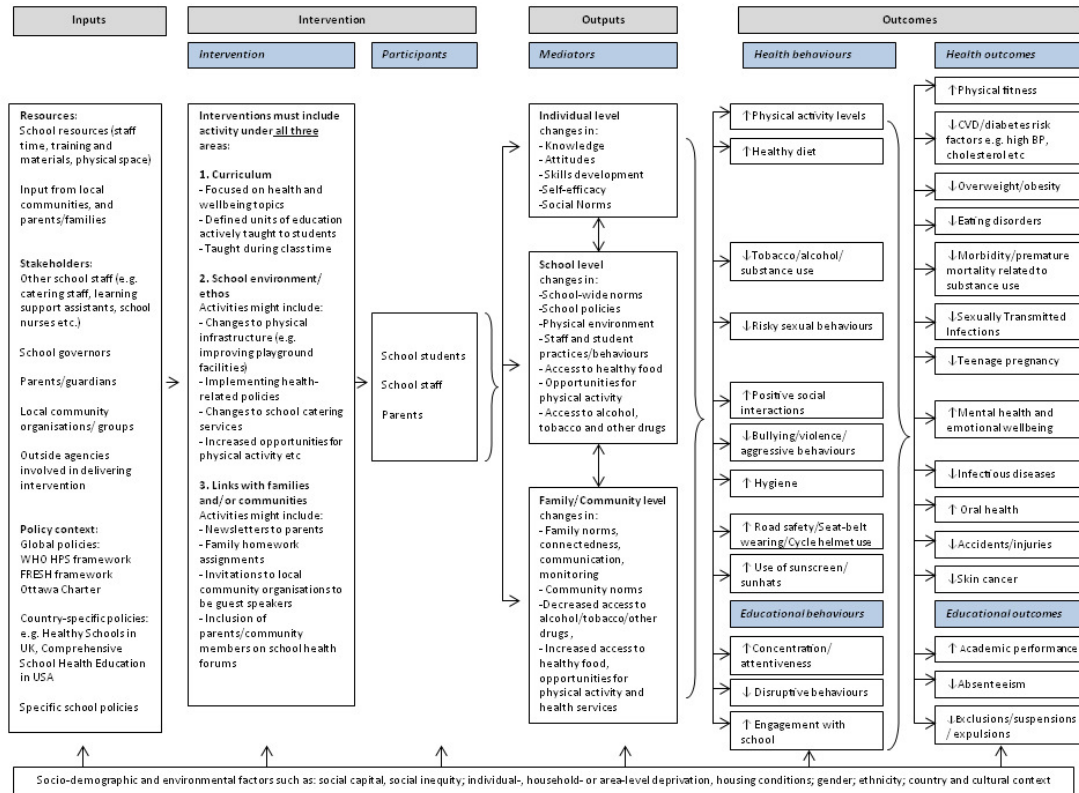 Inputs
Intervention
Outputs
Outcomes
Intervention
Participants
Mediators
Health behaviours
Health outcomes
Resources:
School resources (staff
time, training and
materials, physical space)
Input from local
communities, and
parents/families
Stakeholders:
Other school staff (e.g.
catering staff, learning
support assistants, school
nurses etc.)
School governors
Parents/guardians
Local community
organisations/ groups
Outside agencies
involved in delivering
intervention
Policy context:
Global policies:
WHO HPS framework
FRESH framework
Ottawa Charter
Country-specific policies:
e.g. Healthy Schools in
UK, Comprehensive
School Health Education
in USA
Specific school policies
Interventions must include
activity under all three
areas:
1. Curriculum
- Focused on health and
wellbeing topics
- Defined units of education
actively taught to students
- Taught during class time
2. School environment/
ethos
Activities might include:
- Changes to physical
infrastructure (e.g.
improving playground
facilities)
- Implementing health-
related policies
- Changes to school catering
services
- Increased opportunities for
physical activity etc
3. Links with families
and/or communities
Activities might include:
- Newsletters to parents
- Family homework
assignments
- Invitations to local
community organisations to
be guest speakers
- Inclusion of
parents/community
members on school health
forums
School students
School staff
Parents
Individual level
changes in:
- Knowledge
- Attitudes
- Skills development
-Self-efficacy
-Social Norms
School level
changes in:
-School-wide norms
-School policies
-Physical environment
- Staff and student
practices/behaviours
- Access to healthy food
- Opportunities for
physical activity
- Access to alcohol,
tobacco and other drugs
Family/Community level
changes in:
- Family norms,
connectedness,
communication,
monitoring
- Community norms
-Decreased access to
alcohol/tobacco/other
drugs ,
- Increased access to
healthy food,
opportunities for
physical activity and
health services
↑Physical activity levels
↑Healthy diet
↓Tobacco/alcohol/
substance use
↓Risky sexual behaviours
↑Positive social
interactions
↓Bullying/violence/
aggressive behaviours
↑ Hygiene
↑ Road safety/Seat-belt
wearing/Cycle helmet use
↑ Use of sunscreen/
sunhats
Educational behaviours
↑Concentration/
attentiveness
↓ Disruptive behaviours
↑ Engagement with
school
↑Physical fitness
↓CVD/diabetes risk
factors e.g. high BP,
cholesterol etc
↓Overweight/obesity
↓Eating disorders
↓Morbidity/premature
mortality related to
substance use
↓Sexually Transmitted
Infections
↓Teenage pregnancy
↑Mental health and
emotional wellbeing
↓Infectious diseases
↑ Oral health
↓Accidents/injuries
↓Skin cancer
Educational outcomes
↑ Academic performance
↓Absenteeism
↓Exclusions/suspensions
/ expulsions
Socio-demographic and environmental factors such as: social capital, social inequity; individual-, household- or area-level deprivation, housing conditions; gender; ethnicity; country and cultural context